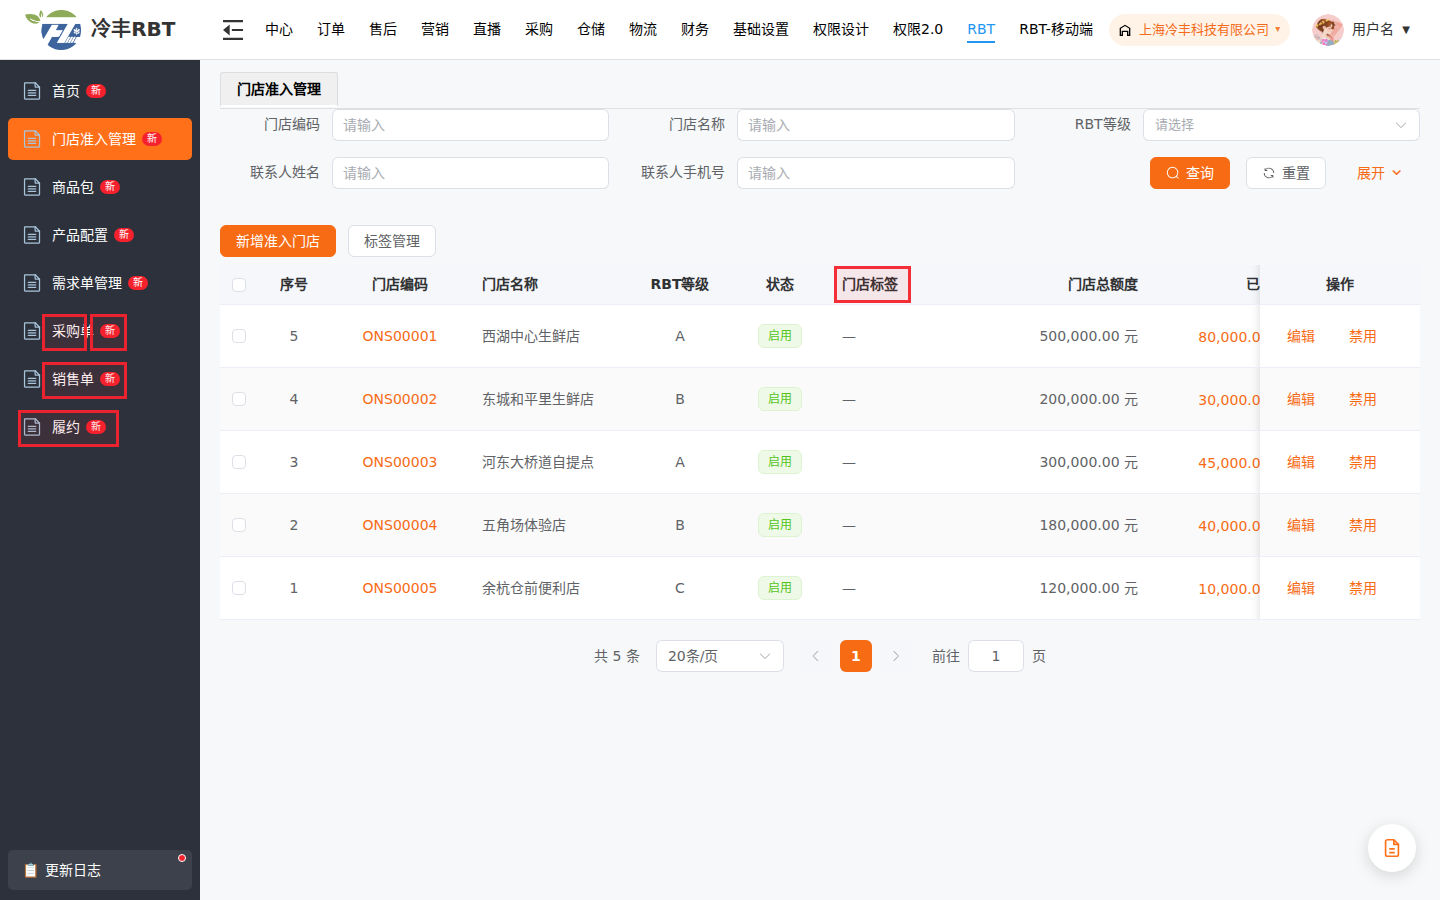 冷丰RBT
中心 订单 售后 营销 直播 采购 仓储 物流 财务 基础设置 权限设计 权限2.0 RBT RBT-移动端 上海冷丰科技有限公司 ▾ 用户名 ▼
首页 新
门店准入管理 新
商品包 新
产品配置 新
需求单管理 新
采购单 新
销售单 新
履约 新
更新日志
门店准入管理
门店编码 请输入 门店名称 请输入 RBT等级 请选择
联系人姓名 请输入 联系人手机号 请输入 查询 重置 展开
新增准入门店 标签管理
序号 门店编码 门店名称 RBT等级 状态 门店标签 门店总额度 已 操作
5 ONS00001 西湖中心生鲜店 A 启用 — 500,000.00 元 80,000.0 编辑 禁用
4 ONS00002 东城和平里生鲜店 B 启用 — 200,000.00 元 30,000.0 编辑 禁用
3 ONS00003 河东大桥道自提点 A 启用 — 300,000.00 元 45,000.0 编辑 禁用
2 ONS00004 五角场体验店 B 启用 — 180,000.00 元 40,000.0 编辑 禁用
1 ONS00005 余杭仓前便利店 C 启用 — 120,000.00 元 10,000.0 编辑 禁用
共 5 条 20条/页 1 前往 1 页